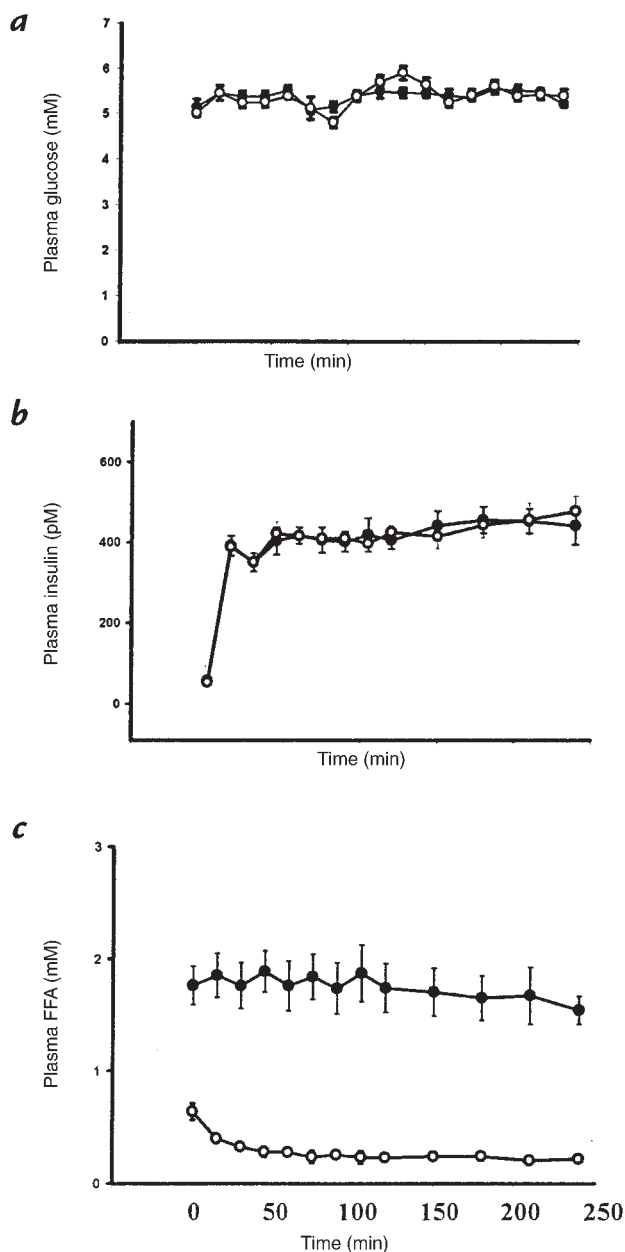 a
7
6
5
4
3
2
1
0
Plasma glucose (mM)
Time (min)
b
600
400
200
0
Plasma insulin (pM)
Time (min)
c
3
2
1
0
Plasma FFA (mM)
0 50 100 150 200 250
Time (min)